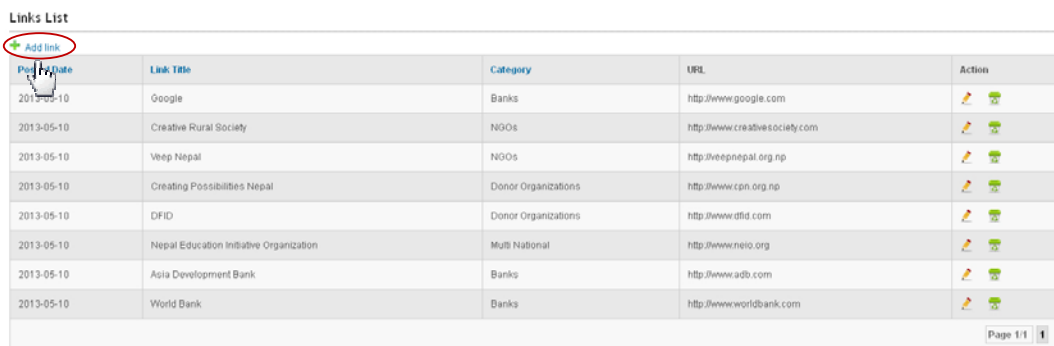 Links List
Add link
Posted Date Link Title Category URL Action
2013-05-10 Google Banks http://www.google.com
2013-05-10 Creative Rural Society NGOs http://www.creativesociety.com
2013-05-10 Veep Nepal NGOs http://veepnepal.org.np
2013-05-10 Creating Possibilities Nepal Donor Organizations http://www.cpn.org.np
2013-05-10 DFID Donor Organizations http://www.dfid.com
2013-05-10 Nepal Education Initiative Organization Multi National http://www.neio.org
2013-05-10 Asia Development Bank Banks http://www.adb.com
2013-05-10 World Bank Banks http://www.worldbank.com
Page 1/1 1